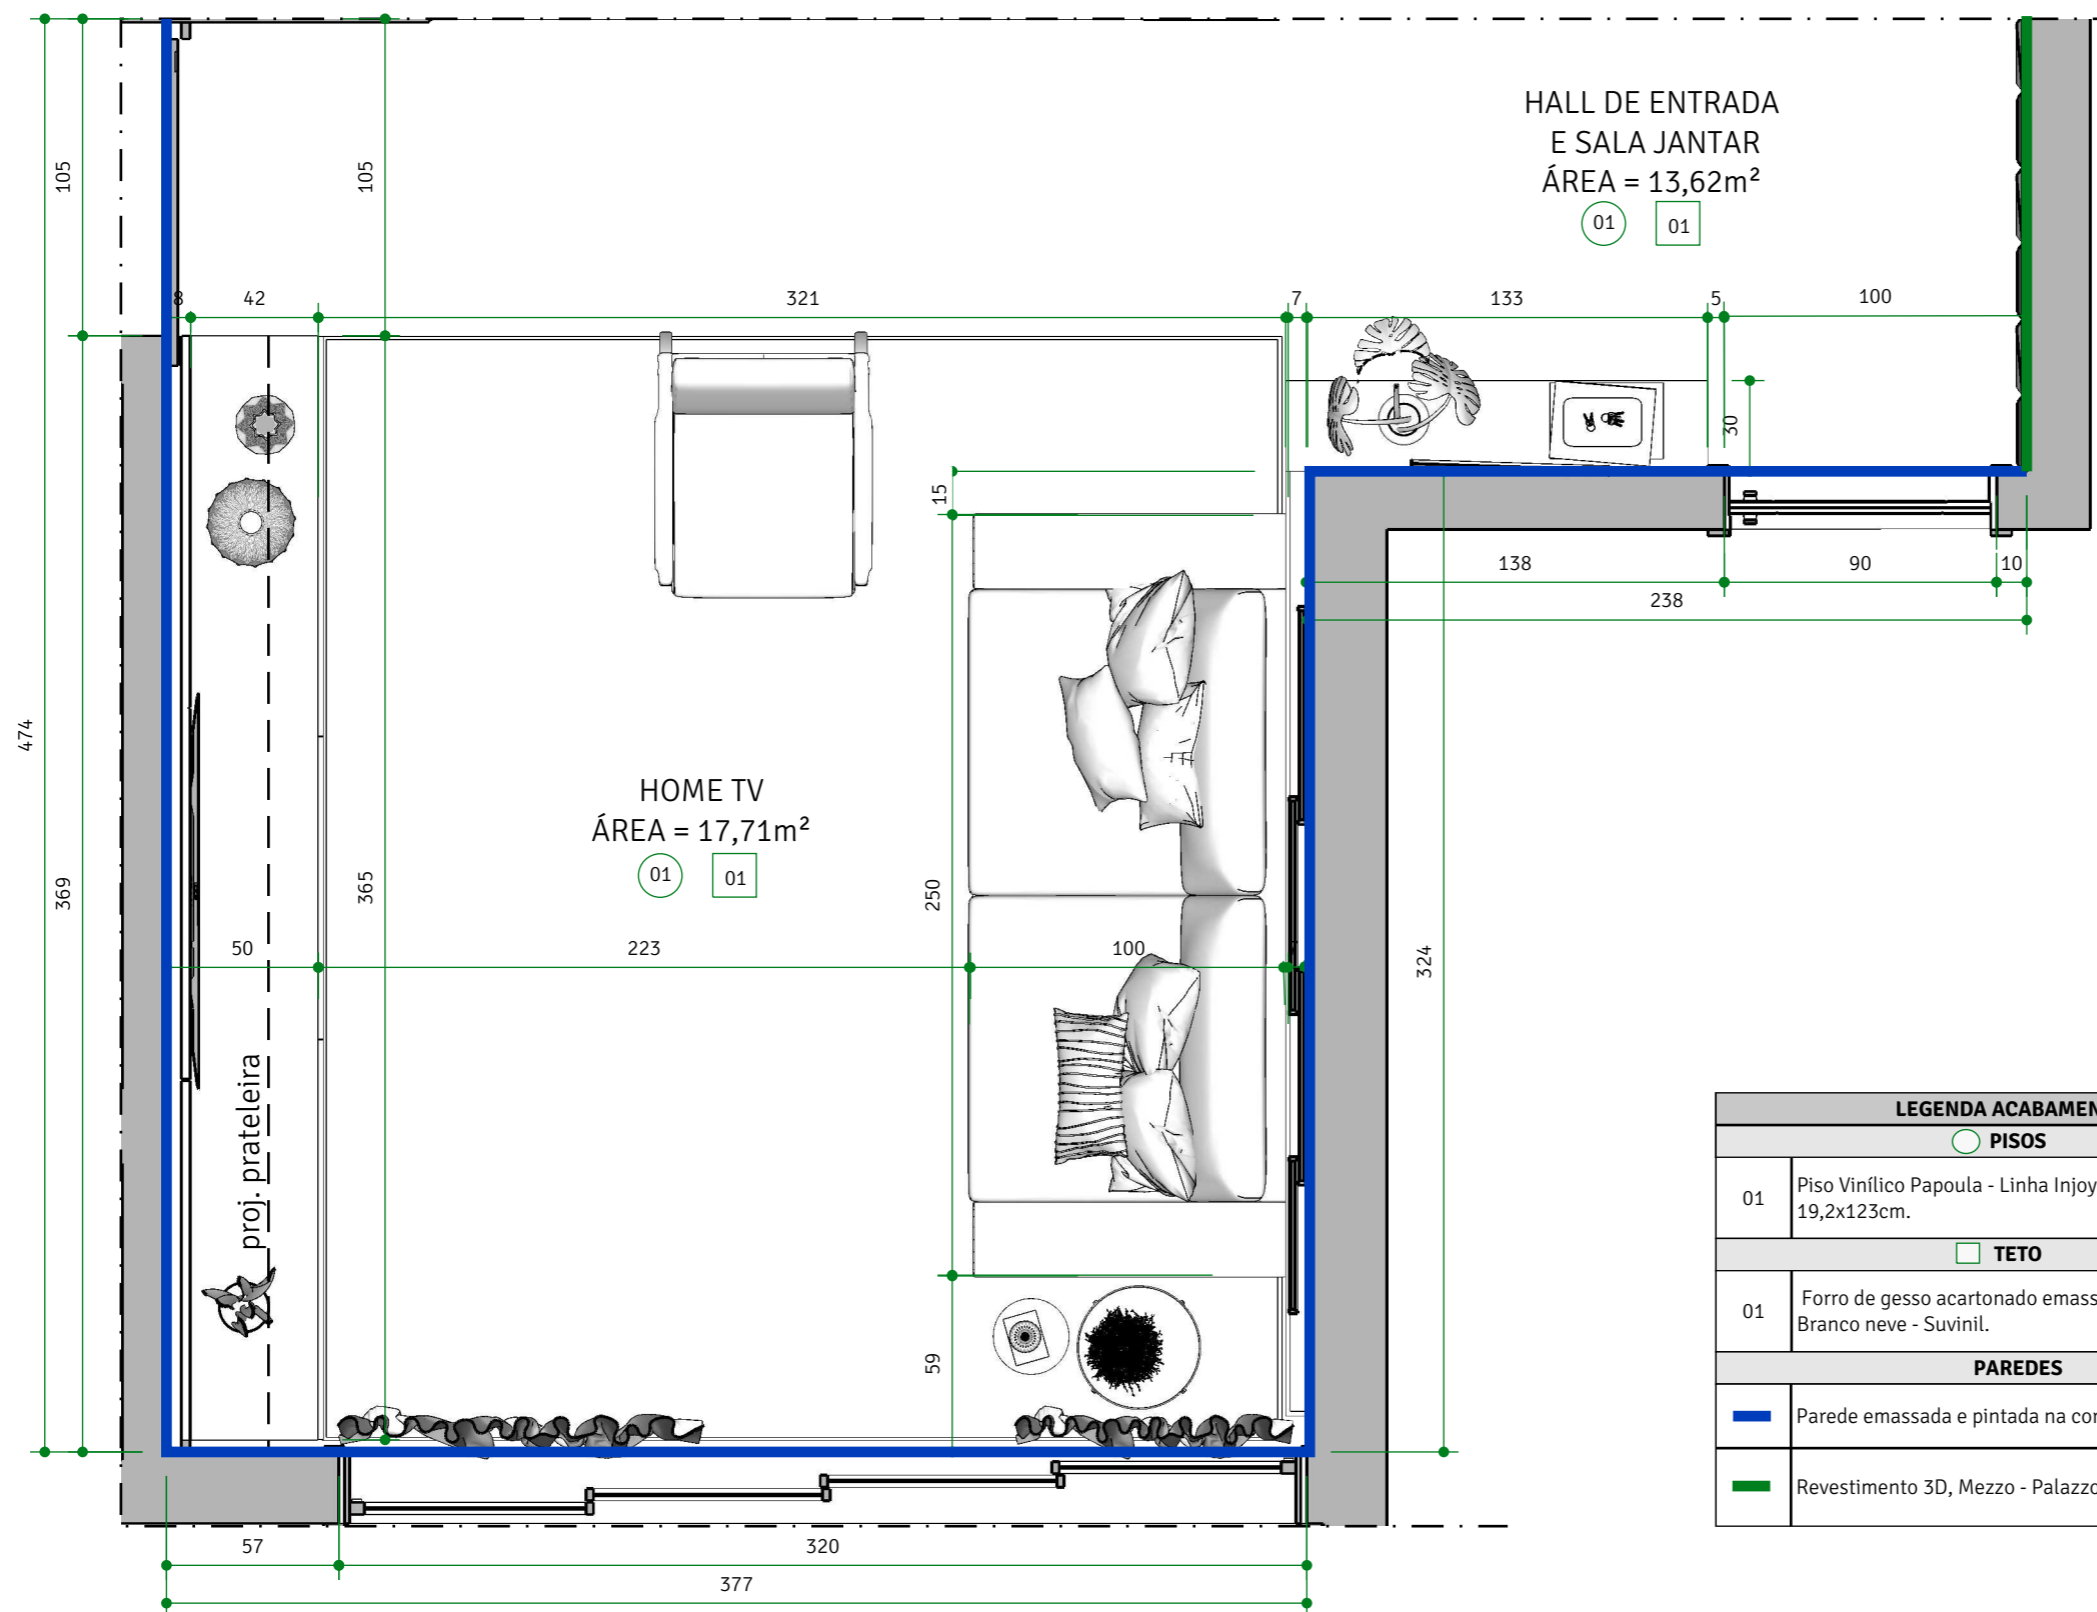 HALL DE ENTRADA
E SALA JANTAR
ÁREA = 13,62m²
01
01
105
105
8
42
321
7
133
5
100
30
15
138
90
10
238
474
369
365
HOME TV
ÁREA = 17,71m²
01
01
250
50
223
100
324
proj. prateleira
59
57
320
377
LEGENDA ACABAMEN
PISOS
01
Piso Vinílico Papoula - Linha Injoy
19,2x123cm.
TETO
01
Forro de gesso acartonado emass
Branco neve - Suvinil.
PAREDES
Parede emassada e pintada na cor
Revestimento 3D, Mezzo - Palazzo